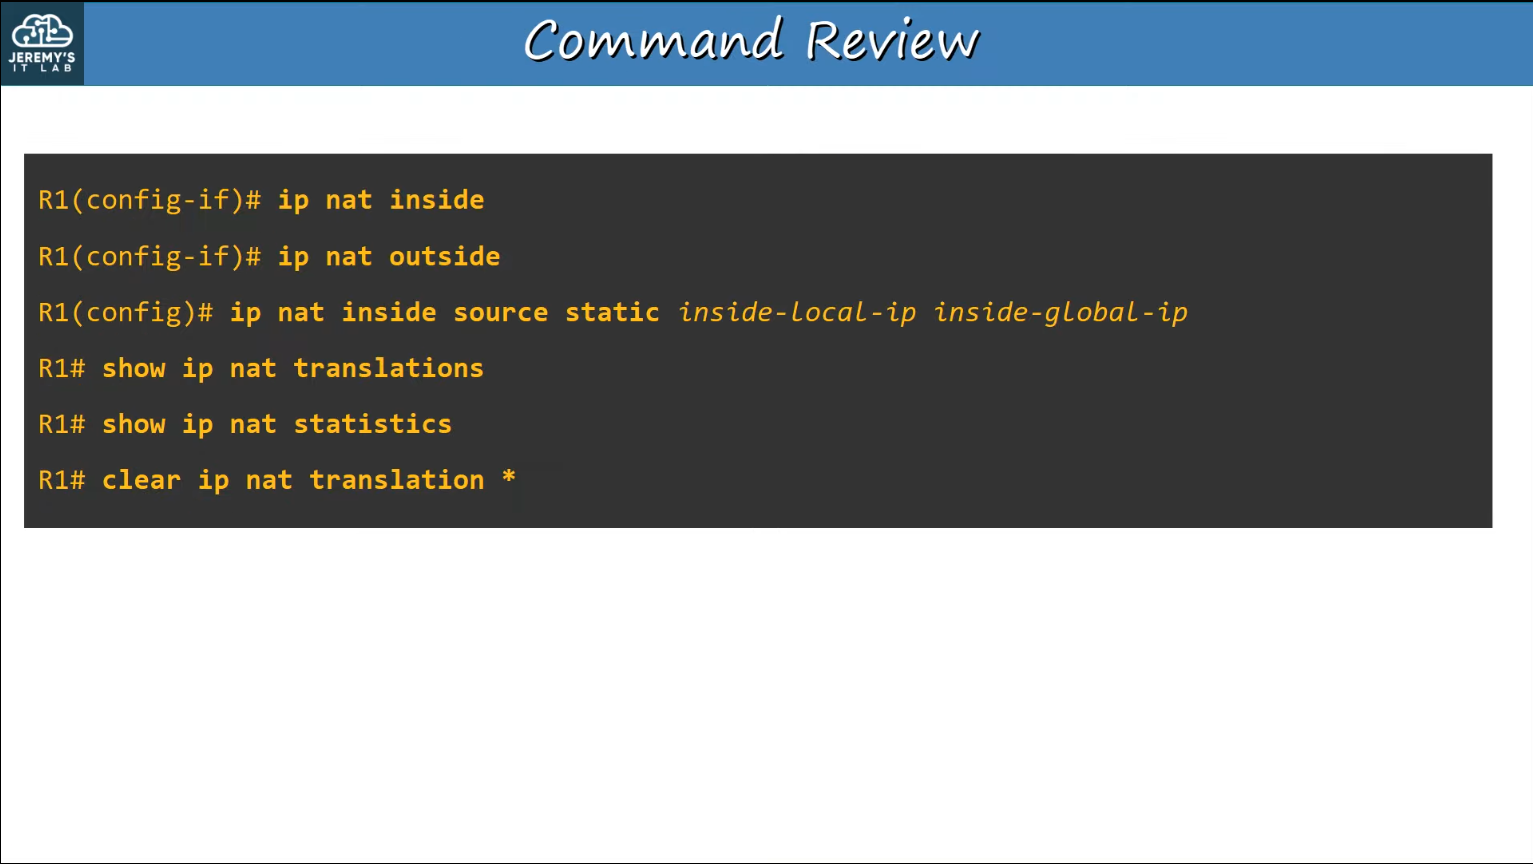 JEREMY'S
IT LAB
Command Review
R1(config-if)# ip nat inside
R1(config-if)# ip nat outside
R1(config)# ip nat inside source static inside-local-ip inside-global-ip
R1# show ip nat translations
R1# show ip nat statistics
R1# clear ip nat translation *